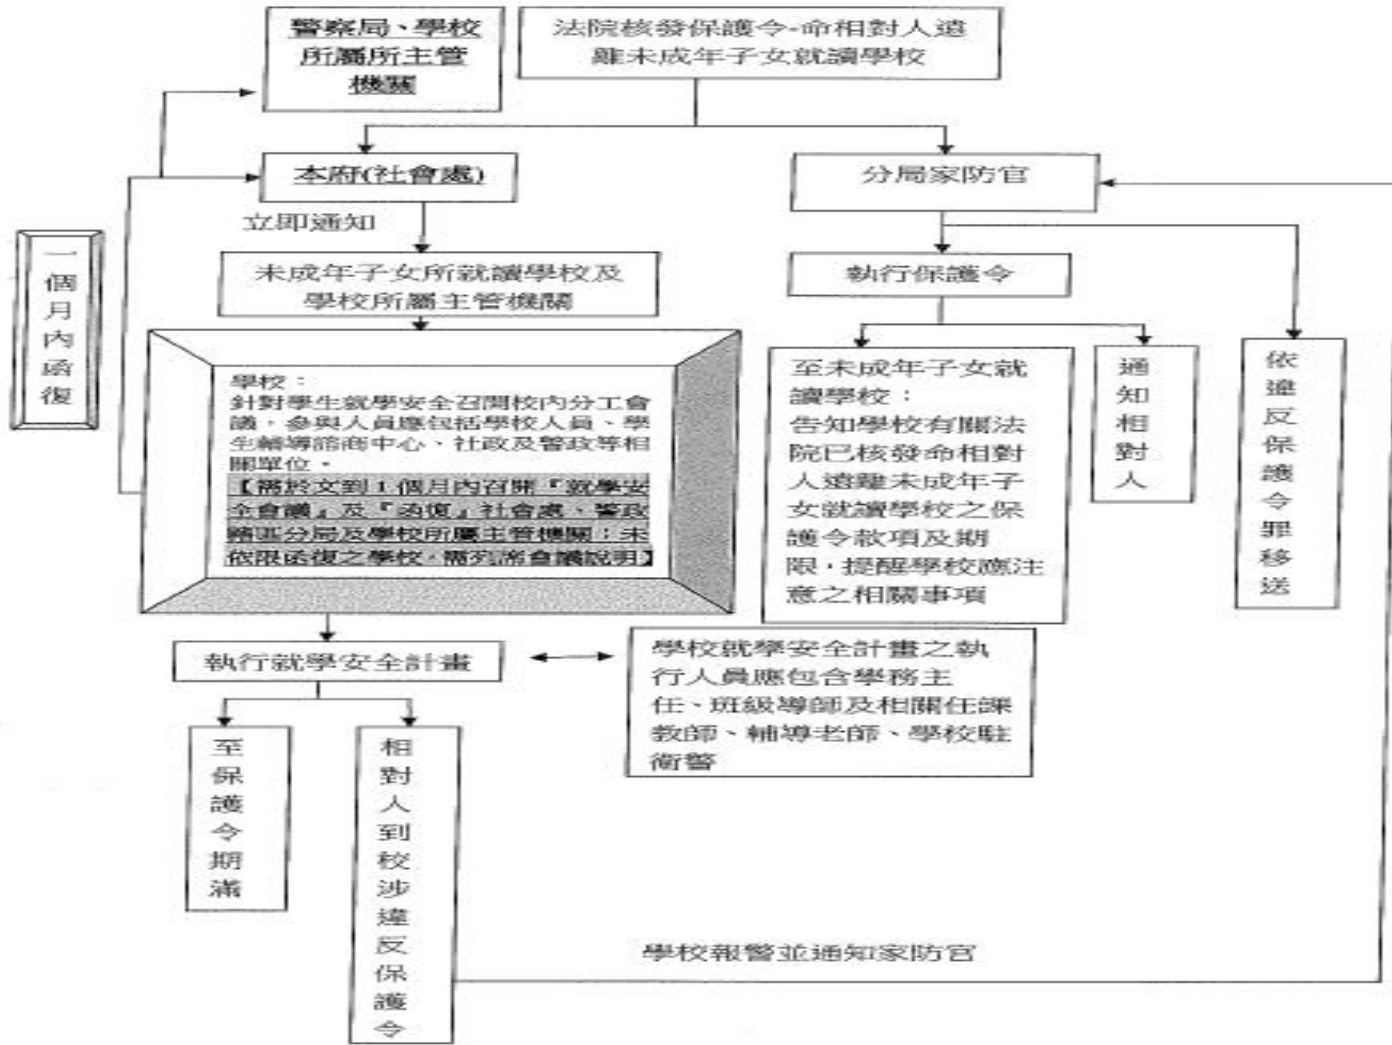 警察局、學校
所屬所主管
機關
法院核發保護令-命相對人遠
離未成年子女就讀學校
本府(社會處)
分局家防官
立即通知
一個月內函復
未成年子女所就讀學校及
學校所屬主管機關
執行保護令
學校：
針對學生就學安全召開校內分工會
議，參與人員應包括學校人員、學
生輔導諮商中心、社政及警政等相
關單位。
【需於文到1個月內召開『就學安
全會議』及『函復』社會處、警政
轄區分局及學校所屬主管機關；未
依限函復之學校，需列席會議說明】
至未成年子女就
讀學校：
告知學校有關法
院已核發命相對
人遠離未成年子
女就讀學校之保
護令款項及期
限，提醒學校應注
意之相關事項
通知相對人
依違反保護令罪移送
執行就學安全計畫
學校就學安全計畫之執
行人員應包含學務主
任、班級導師及相關任課
教師、輔導老師、學校駐
衛警
至保護令期滿
相對人到校涉違反保護令
學校報警並通知家防官